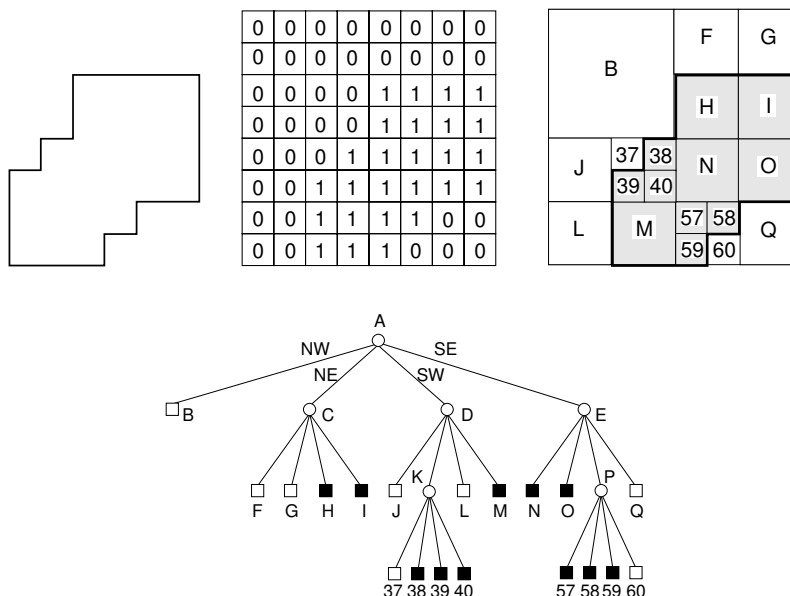 0 0 0 0 0 0 0 0
0 0 0 0 0 0 0 0
0 0 0 0 1 1 1 1
0 0 0 0 1 1 1 1
0 0 0 1 1 1 1 1
0 0 1 1 1 1 1 1
0 0 1 1 1 1 0 0
0 0 1 1 1 0 0 0
F G
B
H I
37 38
J N O
39 40
57 58
L M Q
59 60
A
NW SE
NE SW
B C D E
K P
F G H I J L M N O Q
37 38 39 40 57 58 59 60